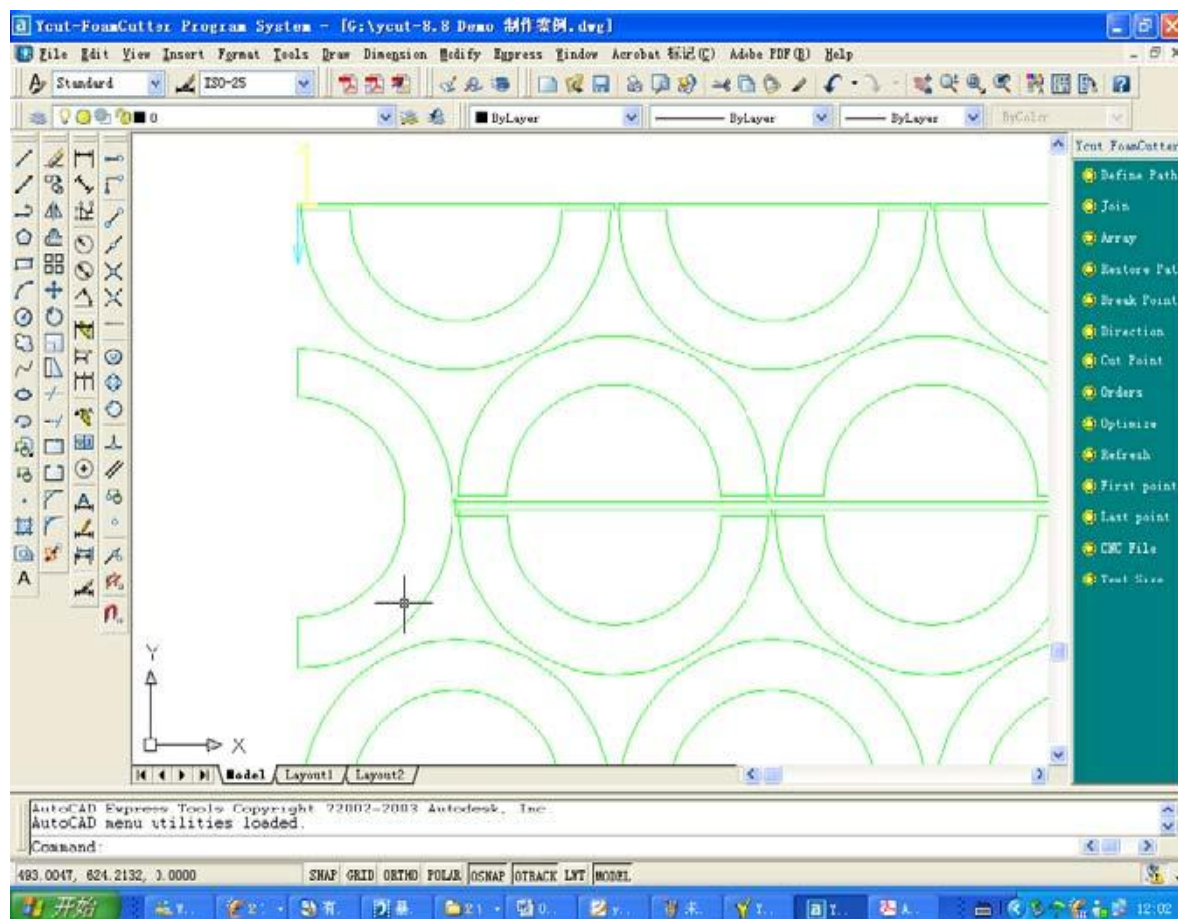 Ycut-FoamCutter Program System - [G:\ycut-8.8 Demo 制作案例.dwg]
File Edit View Insert Format Tools Draw Dimension Modify Express Window Acrobat 标记(C) Adobe PDF(B) Help
Standard ISO-25
0 ByLayer ByLayer ByLayer ByColor
Ycut FoamCutter
Define Path
Join
Array
Restore Pat
Break Point
Direction
Cut Point
Orders
Optimize
Refresh
First point
Last point
CNC File
Text Size
A
Y
X
Model Layout1 Layout2
AutoCAD Express Tools Copyright ?2002-2003 Autodesk, Inc
AutoCAD menu utilities loaded.
Command:
493.0047, 624.2132, 0.0000 SNAP GRID ORTHO POLAR OSNAP OTRACK LWT MODEL
开始 12:02